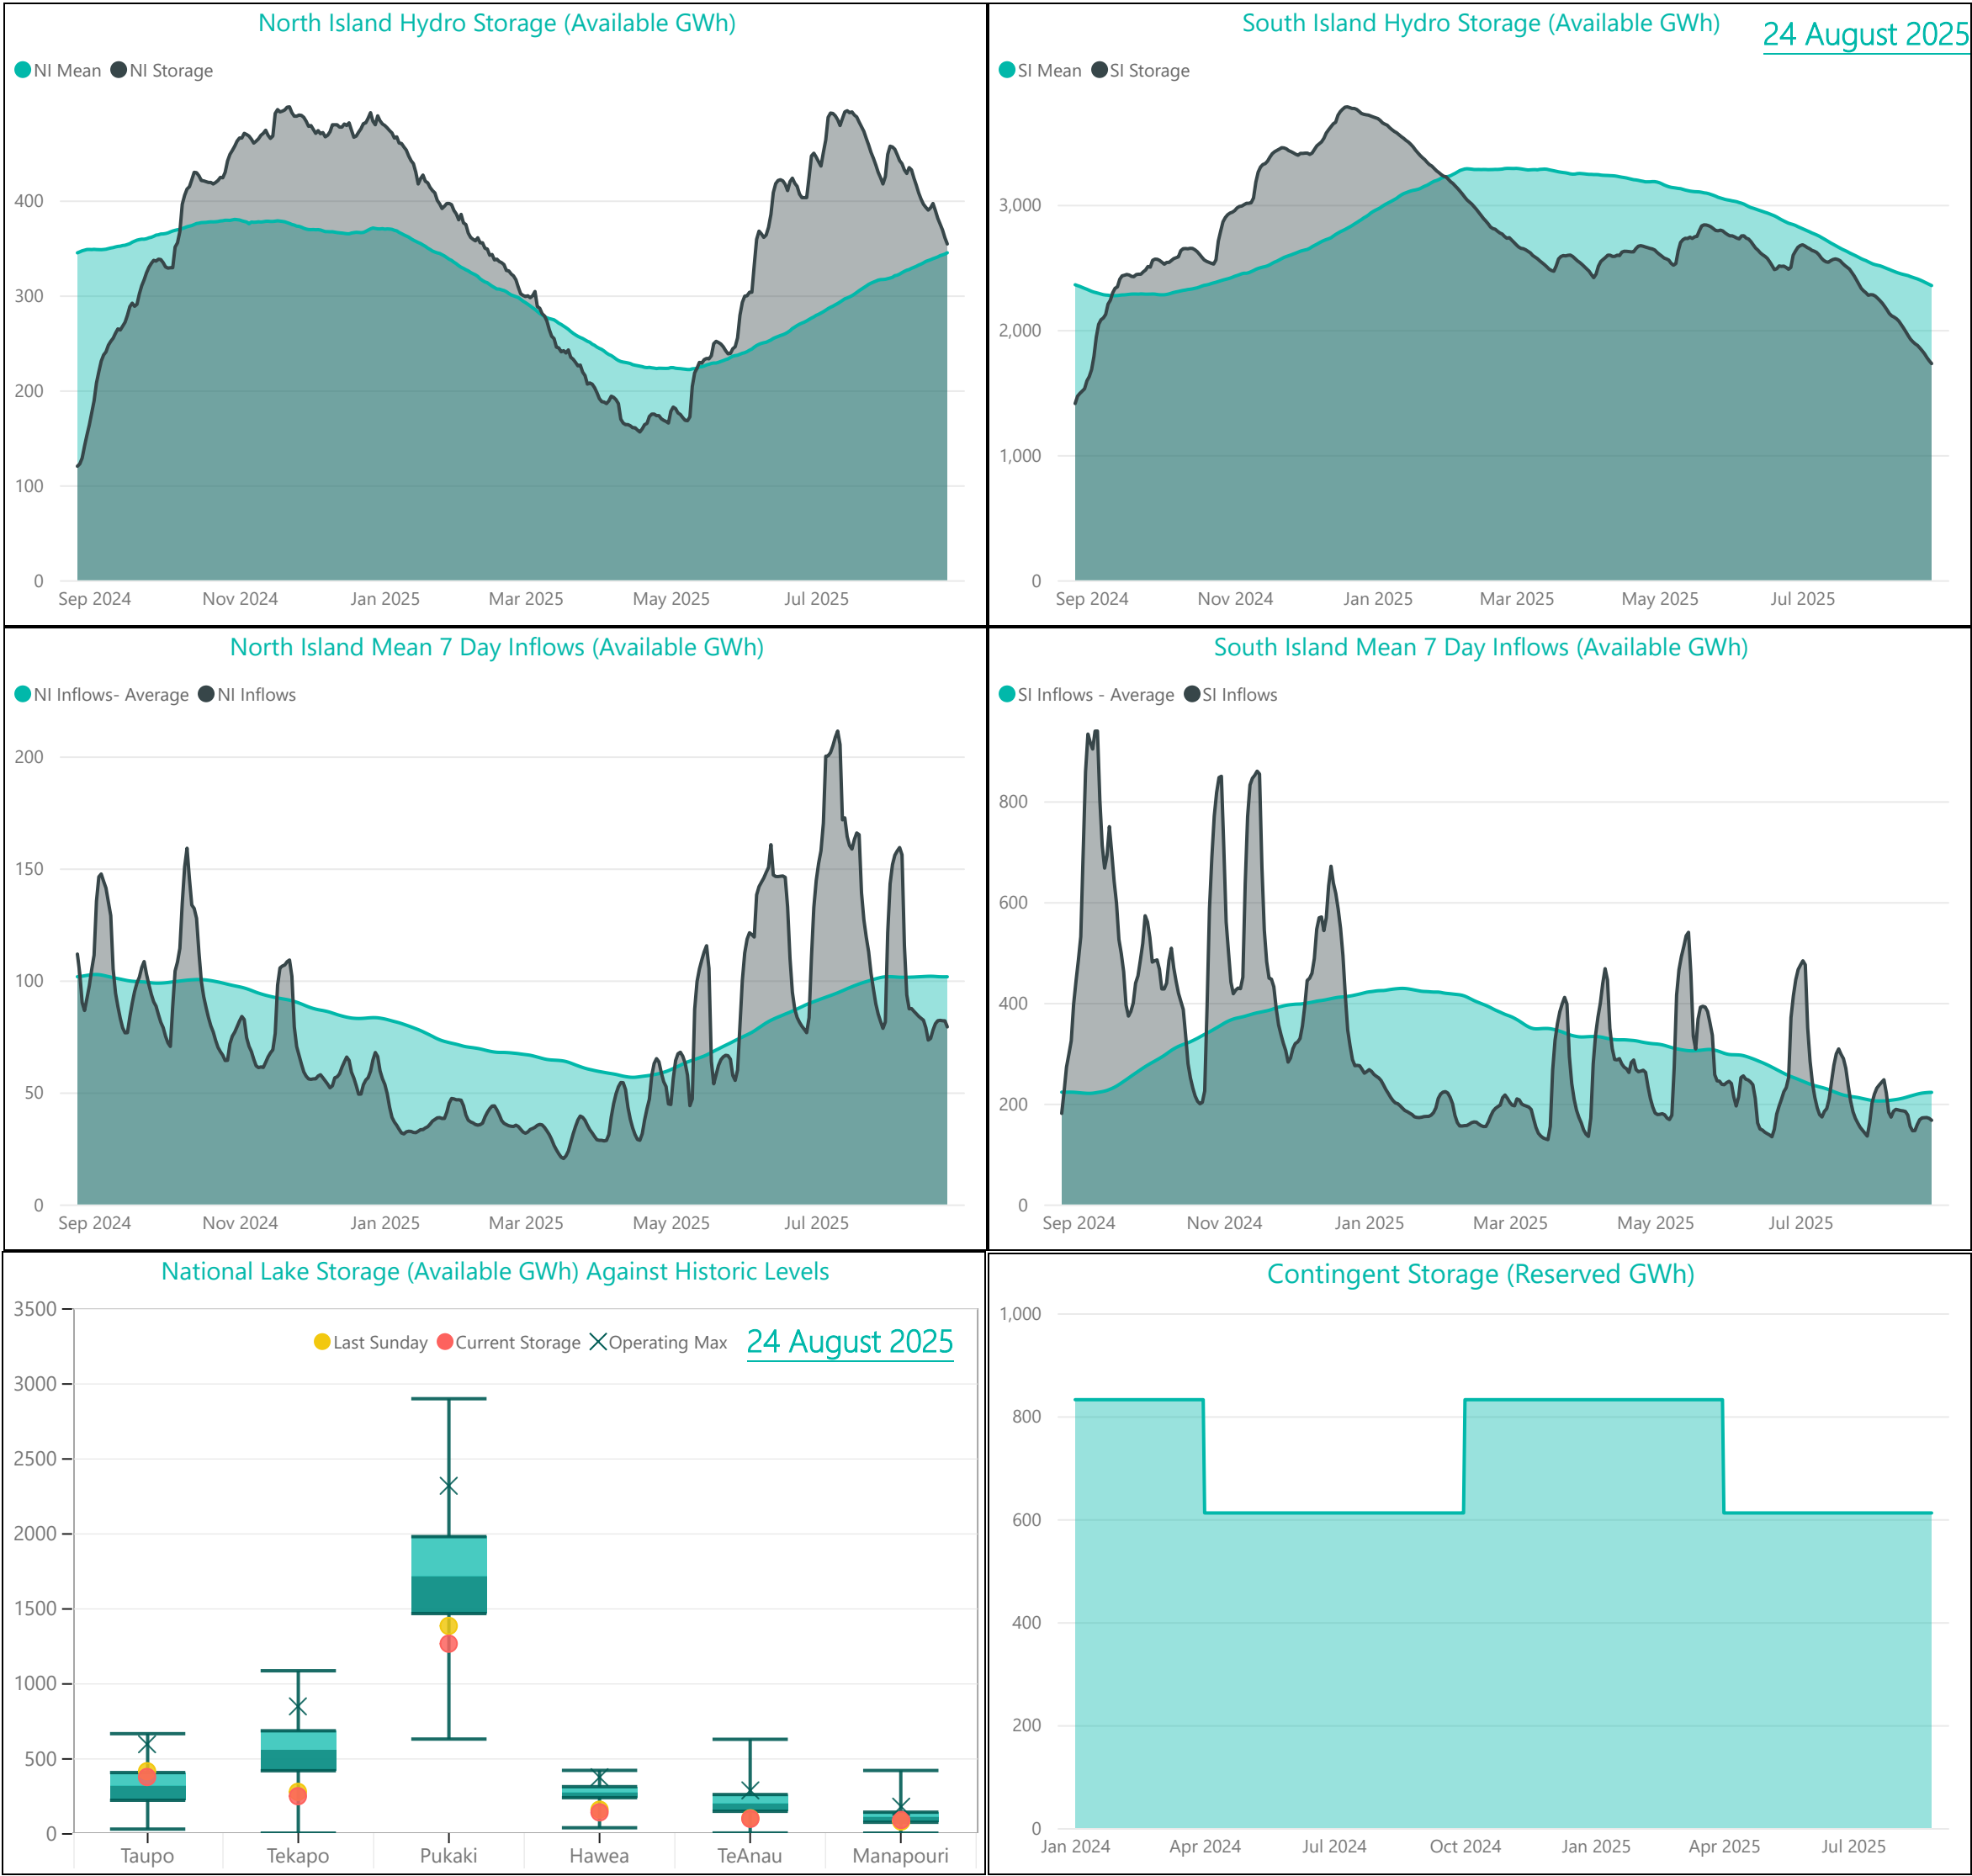 North Island Hydro Storage (Available GWh)
NI Mean NI Storage
400
300
200
100
0
Sep 2024 Nov 2024 Jan 2025 Mar 2025 May 2025 Jul 2025
South Island Hydro Storage (Available GWh)
24 August 2025
SI Mean SI Storage
3,000
2,000
1,000
0
Sep 2024 Nov 2024 Jan 2025 Mar 2025 May 2025 Jul 2025
North Island Mean 7 Day Inflows (Available GWh)
NI Inflows- Average NI Inflows
200
150
100
50
0
Sep 2024 Nov 2024 Jan 2025 Mar 2025 May 2025 Jul 2025
South Island Mean 7 Day Inflows (Available GWh)
SI Inflows - Average SI Inflows
800
600
400
200
0
Sep 2024 Nov 2024 Jan 2025 Mar 2025 May 2025 Jul 2025
National Lake Storage (Available GWh) Against Historic Levels
Last Sunday Current Storage Operating Max 24 August 2025
3500
3000
2500
2000
1500
1000
500
0
Taupo Tekapo Pukaki Hawea TeAnau Manapouri
Contingent Storage (Reserved GWh)
1,000
800
600
400
200
0
Jan 2024 Apr 2024 Jul 2024 Oct 2024 Jan 2025 Apr 2025 Jul 2025